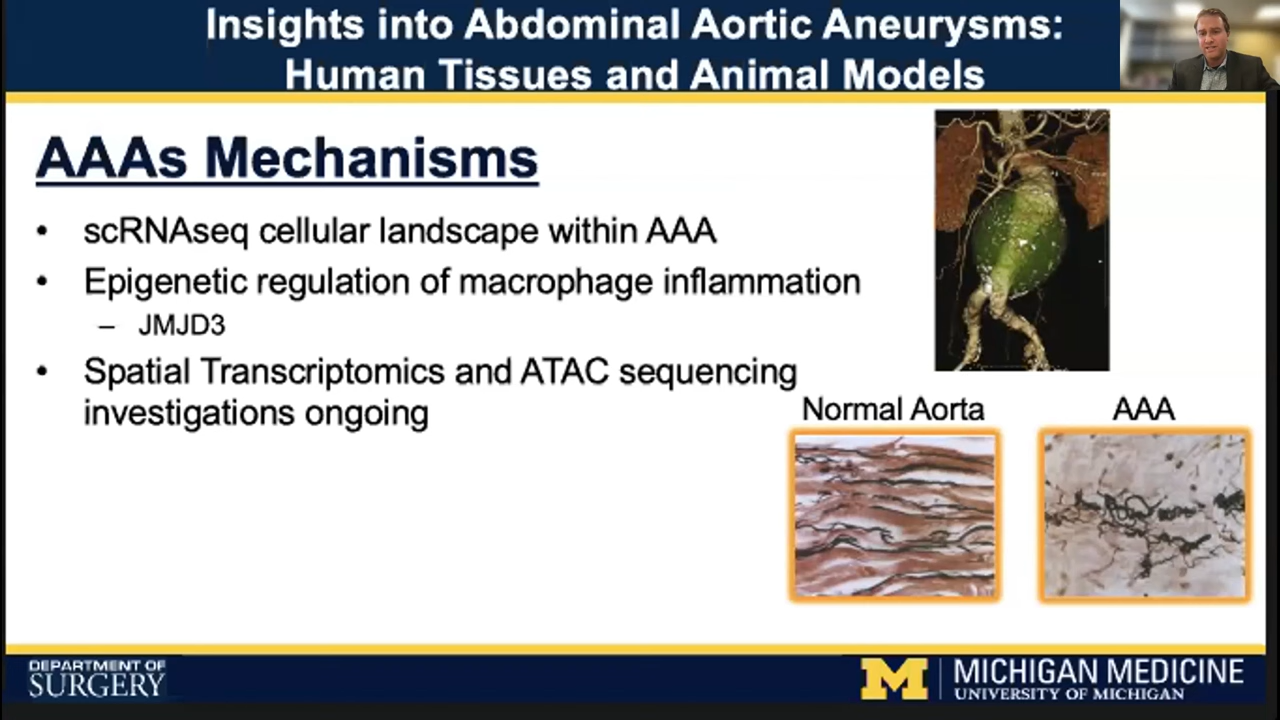 Insights into Abdominal Aortic Aneurysms:
Human Tissues and Animal Models
AAAs Mechanisms
• scRNAseq cellular landscape within AAA
• Epigenetic regulation of macrophage inflammation
– JMJD3
• Spatial Transcriptomics and ATAC sequencing
investigations ongoing
Normal Aorta
AAA
DEPARTMENT OF
SURGERY
M
MICHIGAN MEDICINE
UNIVERSITY OF MICHIGAN